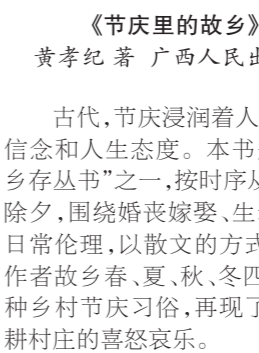 《节庆里的故乡》
黄孝纪 著 广西人民出
古代，节庆浸润着人
信念和人生态度。本书
乡存丛书”之一，按时序从
除夕，围绕婚丧嫁娶、生
日常伦理，以散文的方式
作者故乡春、夏、秋、冬四
种乡村节庆习俗，再现了
耕村庄的喜怒哀乐。